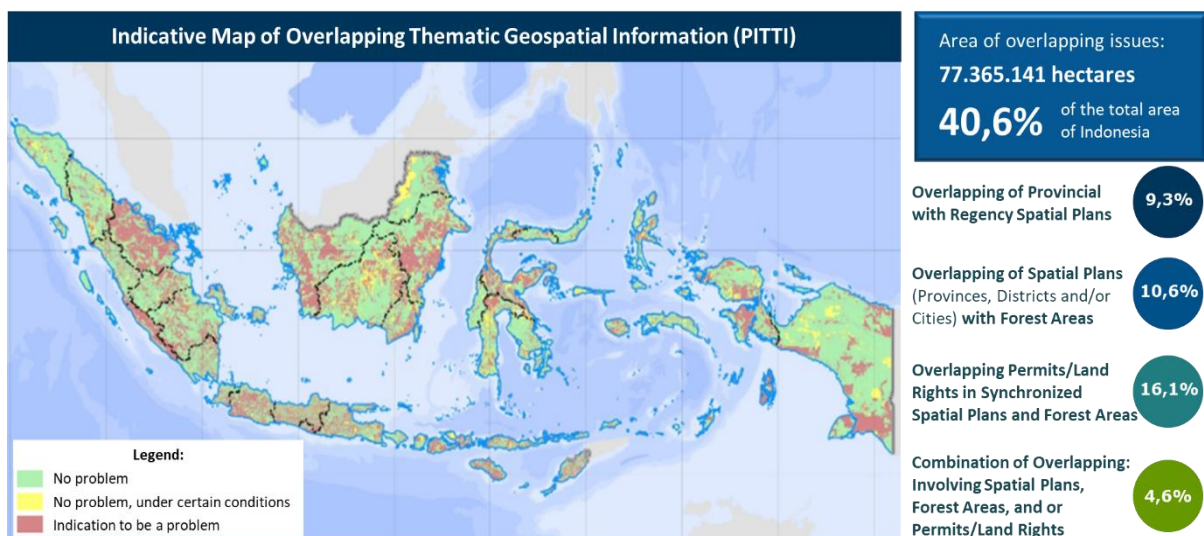 Indicative Map of Overlapping Thematic Geospatial Information (PITTI)
Legend:
No problem
No problem, under certain conditions
Indication to be a problem
Area of overlapping issues:
77.365.141 hectares
40,6%
of the total area
of Indonesia
Overlapping of Provincial
with Regency Spatial Plans
9,3%
Overlapping of Spatial Plans
(Provinces, Districts and/or
Cities) with Forest Areas
10,6%
Overlapping Permits/Land
Rights in Synchronized
Spatial Plans and Forest Areas
16,1%
Combination of Overlapping:
Involving Spatial Plans,
Forest Areas, and or
Permits/Land Rights
4,6%